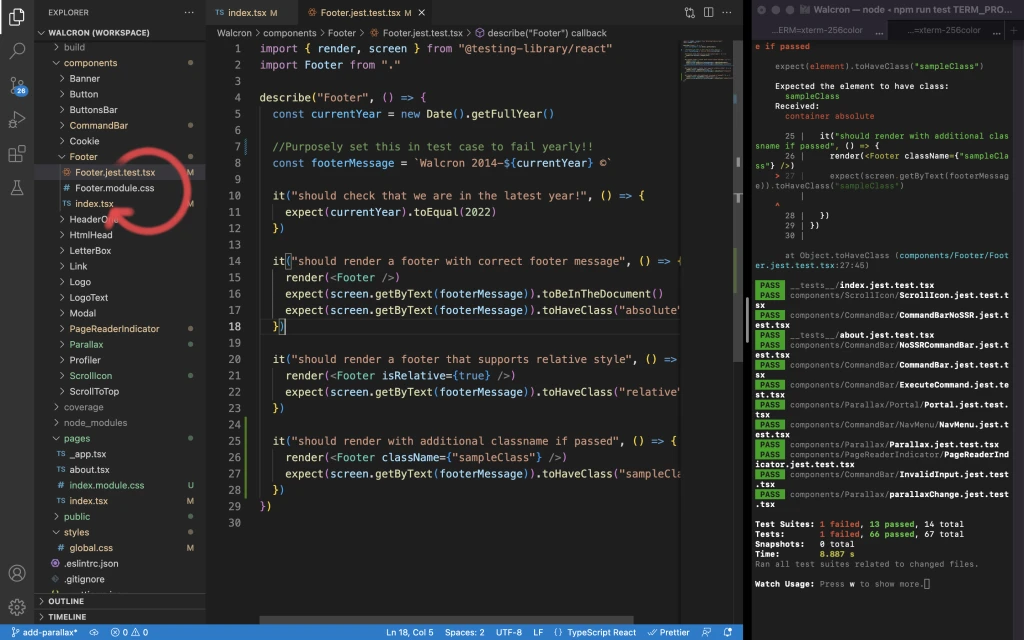 EXPLORER
WALCRON (WORKSPACE)
build
components
Banner
Button
ButtonsBar
CommandBar
Cookie
Footer
Footer.jest.test.tsx M
Footer.module.css
index.tsx M
HtmlHead
LetterBox
Link
Logo
LogoText
Modal
PageReaderIndicator
Parallax
Profiler
ScrollIcon
ScrollToTop
coverage
node_modules
pages
_app.tsx
about.tsx
index.module.css U
index.tsx M
public
styles
global.css M
.eslintrc.json
.gitignore
OUTLINE
TIMELINE
26
index.tsx M
Footer.jest.test.tsx M
Walcron > components > Footer > Footer.jest.test.tsx > describe("Footer") callback
1 import { render, screen } from "@testing-library/react"
2 import Footer from "."
3
4 describe("Footer", () => {
5 const currentYear = new Date().getFullYear()
6
7 //Purposely set this in test case to fail yearly!!
8 const footerMessage = `Walcron 2014-${currentYear} ©`
9
10 it("should check that we are in the latest year!", () => {
11 expect(currentYear).toEqual(2022)
12 })
13
14 it("should render a footer with correct footer message", () => {
15 render(<Footer />)
16 expect(screen.getByText(footerMessage)).toBeInTheDocument()
17 expect(screen.getByText(footerMessage)).toHaveClass("absolute"
18 })
19
20 it("should render a footer that supports relative style", () =>
21 render(<Footer isRelative={true} />)
22 expect(screen.getByText(footerMessage)).toHaveClass("relative"
23 })
24
25 it("should render with additional classname if passed", () => {
26 render(<Footer className={"sampleClass"} />)
27 expect(screen.getByText(footerMessage)).toHaveClass("sampleCla
28 })
29 })
30
add-parallax*
0 0
Ln 18, Col 5
Spaces: 2
UTF-8
LF
{} TypeScript React
Prettier
Walcron — node • npm run test TERM_PRO...
...ERM=xterm-256color ...
...=xterm-256color ...
e if passed
expect(element).toHaveClass("sampleClass")
Expected the element to have class:
sampleClass
Received:
container absolute
25 | it("should render with additional clas
sname if passed", () => {
26 | render(<Footer className={"sampleCla
ss"} />)
> 27 | expect(screen.getByText(footerMessag
e)).toHaveClass("sampleClass")
|
^
28 | })
29 | })
30 |
at Object.toHaveClass (components/Footer/Foot
er.jest.test.tsx:27:45)
PASS __tests__/index.jest.test.tsx
PASS components/ScrollIcon/ScrollIcon.jest.test.t
sx
PASS components/CommandBar/CommandBarNoSSR.jest.t
est.tsx
PASS __tests__/about.jest.test.tsx
PASS components/CommandBar/NoSSRCommandBar.jest.t
est.tsx
PASS components/CommandBar/CommandBar.jest.test.t
sx
PASS components/CommandBar/ExecuteCommand.jest.te
st.tsx
PASS components/Parallax/Portal/Portal.jest.test.
tsx
PASS components/CommandBar/NavMenu/NavMenu.jest.t
est.tsx
PASS components/Parallax/Parallax.jest.test.tsx
PASS components/PageReaderIndicator/PageReaderInd
icator.jest.test.tsx
PASS components/CommandBar/InvalidInput.jest.test
.tsx
PASS components/Parallax/parallaxChange.jest.test
.tsx
Test Suites: 1 failed, 13 passed, 14 total
Tests: 1 failed, 66 passed, 67 total
Snapshots: 0 total
Time: 8.887 s
Ran all test suites related to changed files.
Watch Usage: Press w to show more.